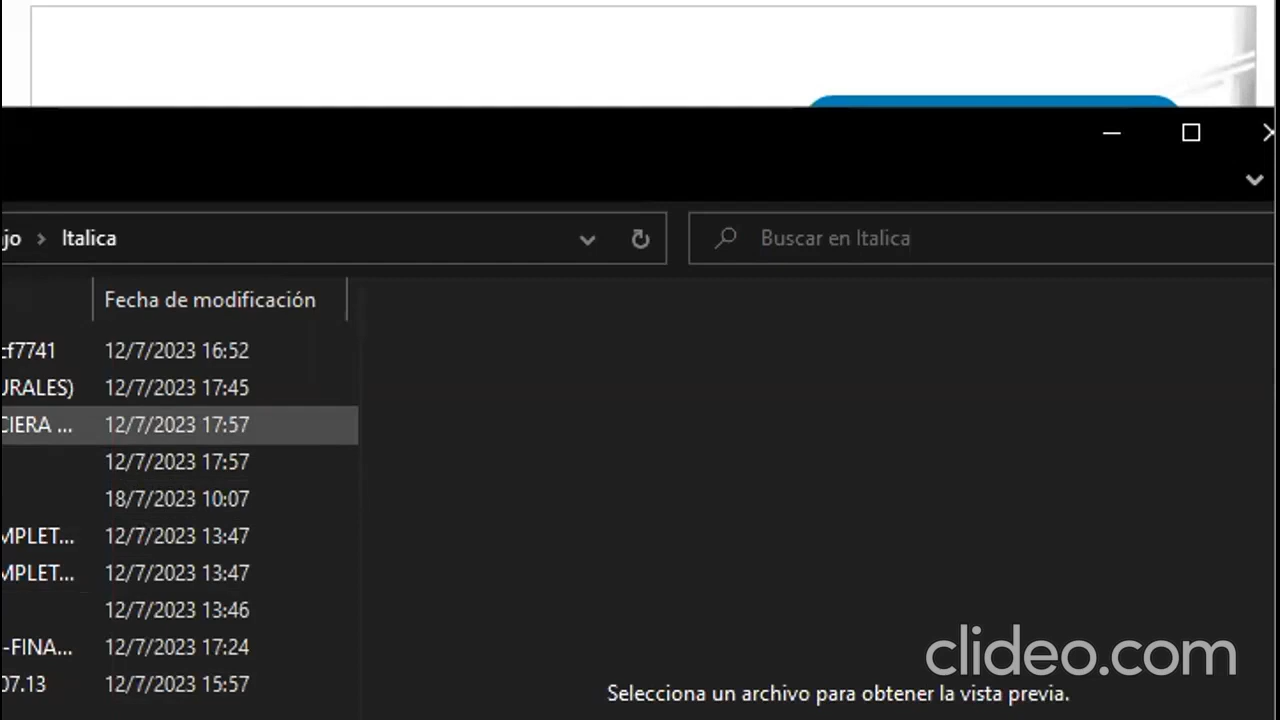 jo > Italica
Buscar en Italica
Fecha de modificación
cf7741 12/7/2023 16:52
URALES) 12/7/2023 17:45
CIERA ... 12/7/2023 17:57
12/7/2023 17:57
18/7/2023 10:07
MPLET... 12/7/2023 13:47
MPLET... 12/7/2023 13:47
12/7/2023 13:46
-FINA... 12/7/2023 17:24
07.13 12/7/2023 15:57
Selecciona un archivo para obtener la vista previa.
clideo.com